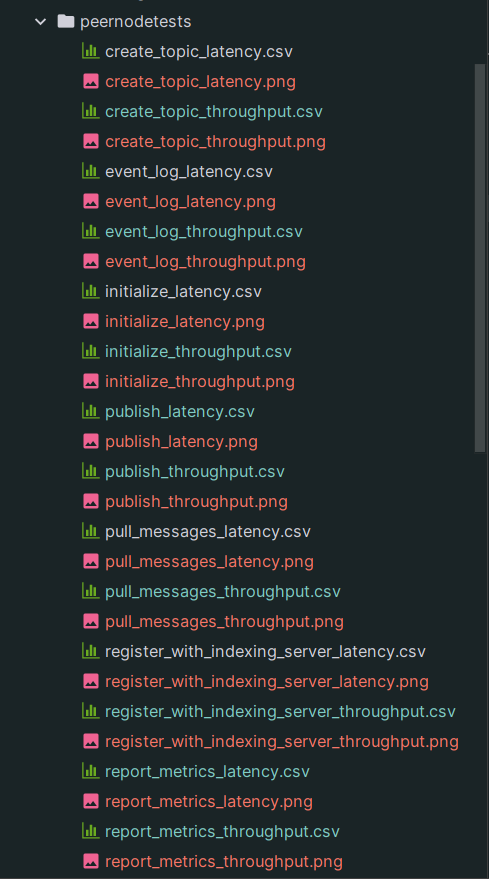 peernodetests
create_topic_latency.csv
create_topic_latency.png
create_topic_throughput.csv
create_topic_throughput.png
event_log_latency.csv
event_log_latency.png
event_log_throughput.csv
event_log_throughput.png
initialize_latency.csv
initialize_latency.png
initialize_throughput.csv
initialize_throughput.png
publish_latency.csv
publish_latency.png
publish_throughput.csv
publish_throughput.png
pull_messages_latency.csv
pull_messages_latency.png
pull_messages_throughput.csv
pull_messages_throughput.png
register_with_indexing_server_latency.csv
register_with_indexing_server_latency.png
register_with_indexing_server_throughput.csv
register_with_indexing_server_throughput.png
report_metrics_latency.csv
report_metrics_latency.png
report_metrics_throughput.csv
report_metrics_throughput.png